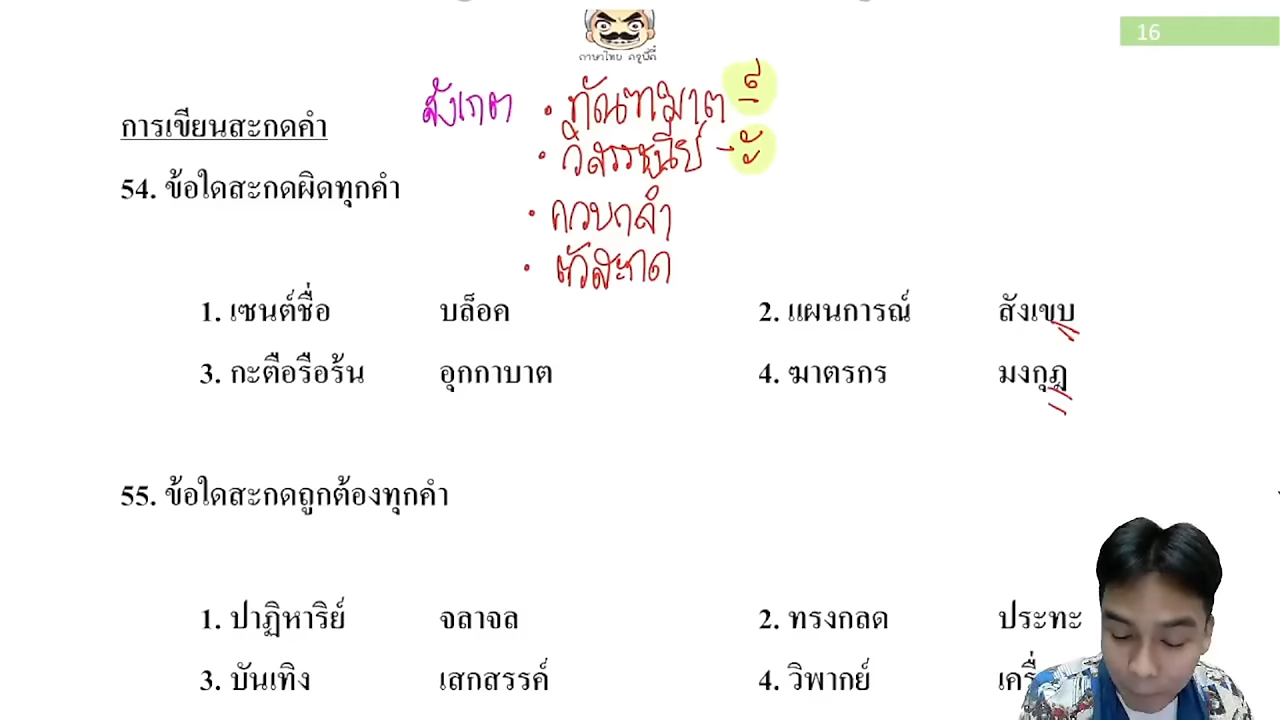 16
ภาษาไทย ครูพี่กี้
สังเกต • ทัณฑฆาต -์
การเขียนสะกดคำ
• วิสรรชนีย์ - ะ
54. ข้อใดสะกดผิดทุกคำ
• ควบกล้ำ
• ตัวสะกด
1. เซนต์ชื่อ บล็อค 2. แผนการณ์ สังเขบ
3. กะตือรือร้น อุกกาบาต 4. ฆาตรกร มงกุฎ
55. ข้อใดสะกดถูกต้องทุกคำ
1. ปาฏิหาริย์ จลาจล 2. ทรงกลด ประทะ
3. บันเทิง เสกสรรค์ 4. วิพากย์